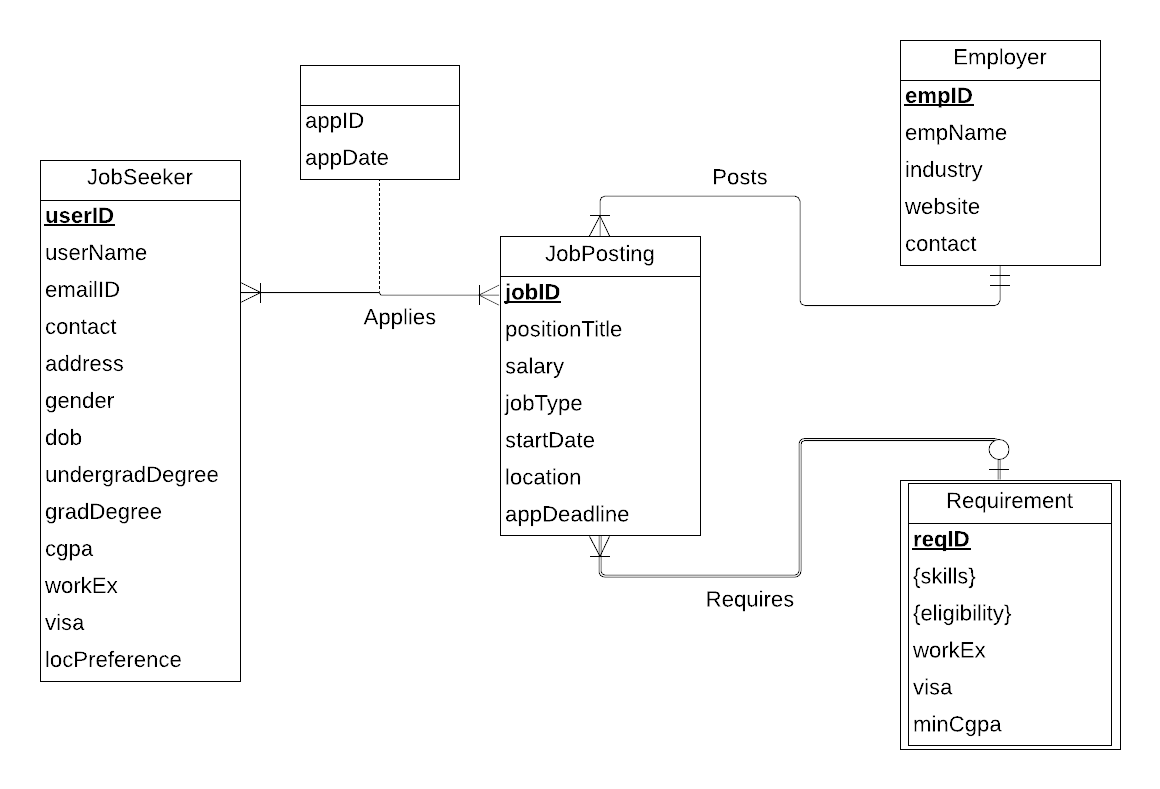 JobSeeker
userID
userName
emailID
contact
address
gender
dob
undergradDegree
gradDegree
cgpa
workEx
visa
locPreference
appID
appDate
Applies
JobPosting
jobID
positionTitle
salary
jobType
startDate
location
appDeadline
Posts
Employer
empID
empName
industry
website
contact
Requires
Requirement
reqID
{skills}
{eligibility}
workEx
visa
minCgpa